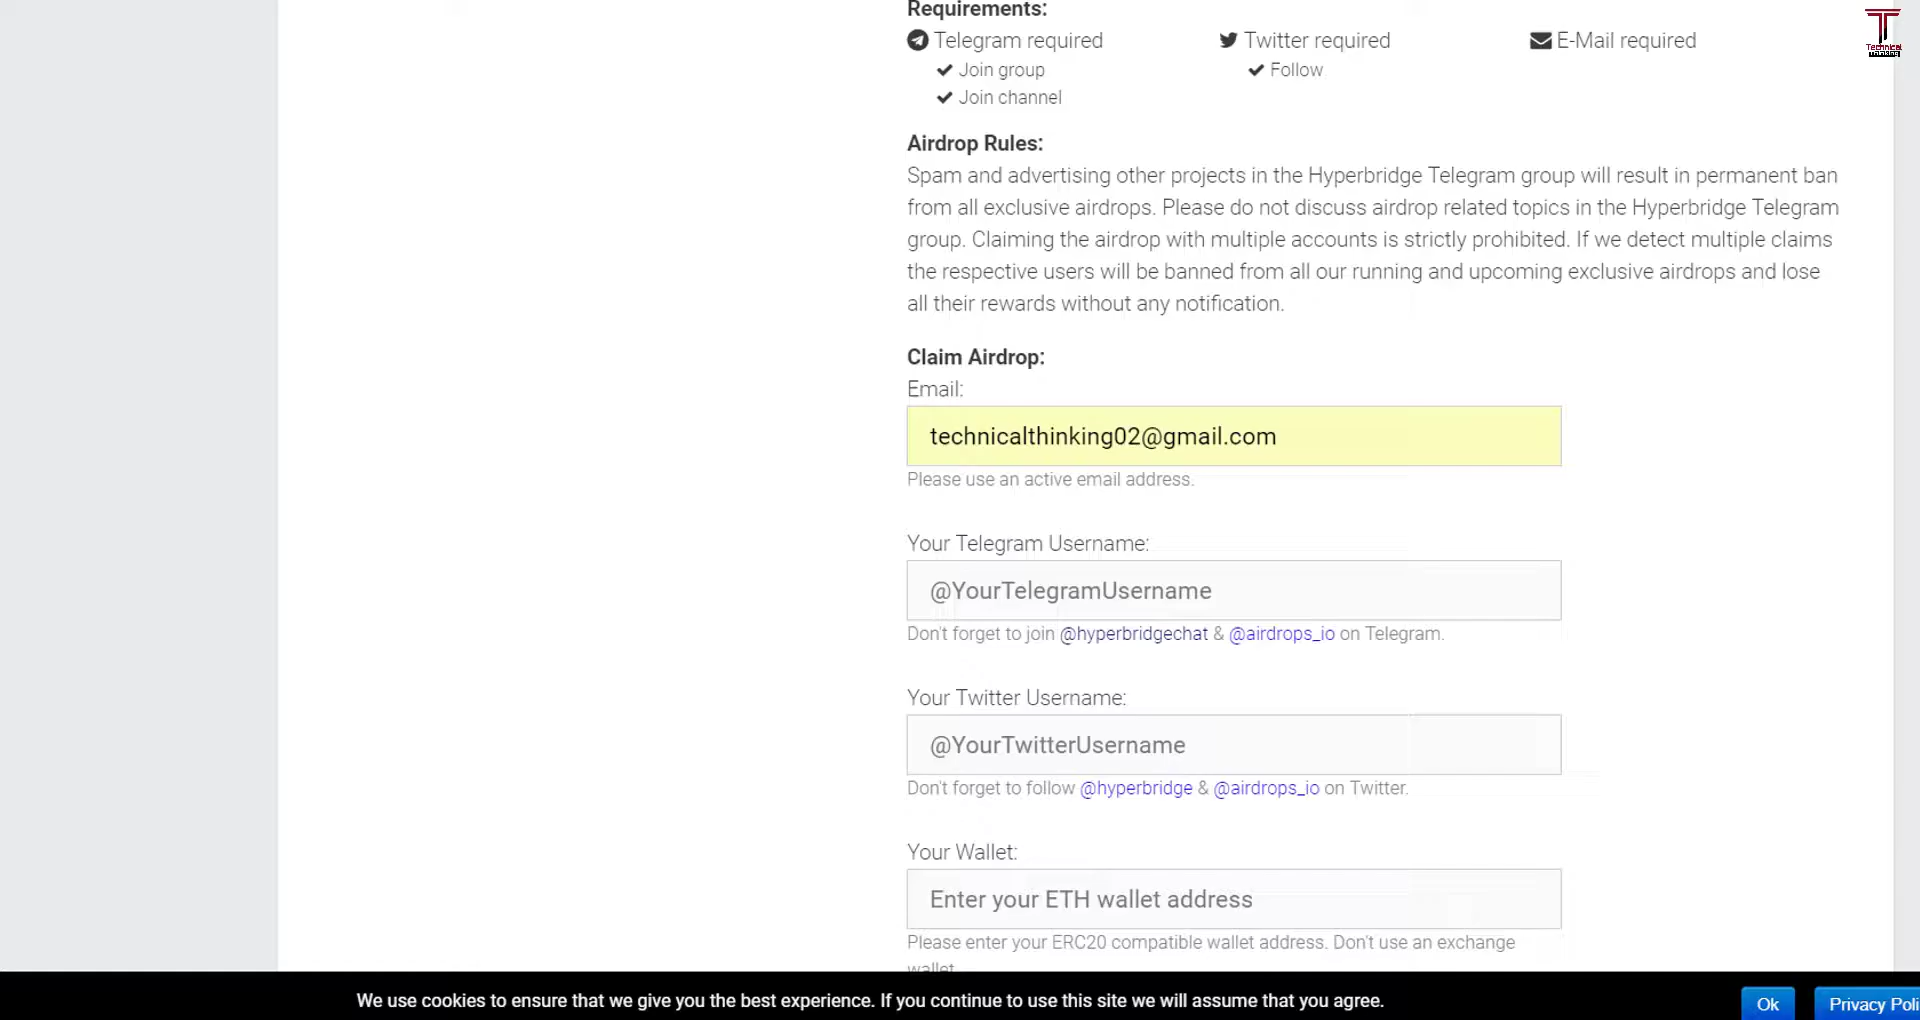 Requirements:
Telegram required
Twitter required
E-Mail required
Join group
Follow
Join channel
Airdrop Rules:
Spam and advertising other projects in the Hyperbridge Telegram group will result in permanent ban
from all exclusive airdrops. Please do not discuss airdrop related topics in the Hyperbridge Telegram
group. Claiming the airdrop with multiple accounts is strictly prohibited. If we detect multiple claims
the respective users will be banned from all our running and upcoming exclusive airdrops and lose
all their rewards without any notification.
Claim Airdrop:
Email:
technicalthinking02@gmail.com
Please use an active email address.
Your Telegram Username:
@YourTelegramUsername
Don't forget to join @hyperbridgechat & @airdrops_io on Telegram.
Your Twitter Username:
@YourTwitterUsername
Don't forget to follow @hyperbridge & @airdrops_io on Twitter.
Your Wallet:
Enter your ETH wallet address
Please enter your ERC20 compatible wallet address. Don't use an exchange
wallet
We use cookies to ensure that we give you the best experience. If you continue to use this site we will assume that you agree.
Ok
Privacy Poli
Technical
Thinking